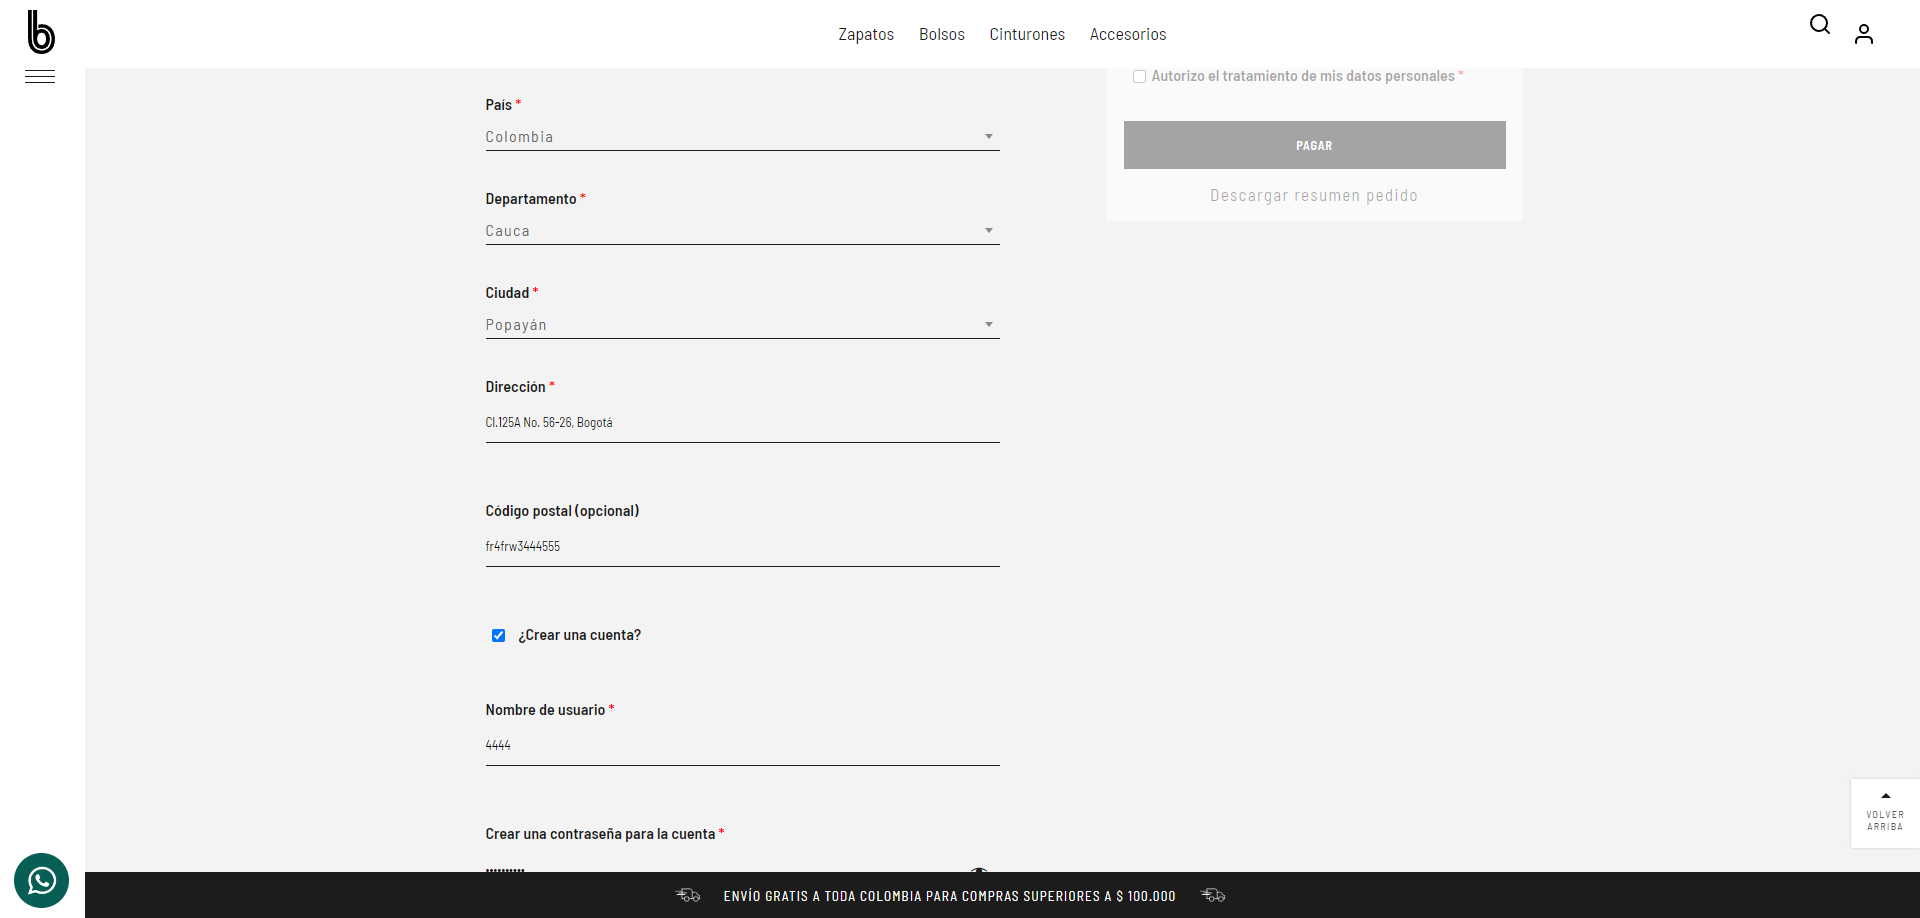 b
Zapatos Bolsos Cinturones Accesorios
País *
Colombia
Departamento *
Cauca
Ciudad *
Popayán
Dirección *
Cl.125A No. 56-26, Bogotá
Código postal (opcional)
fr4frw3444555
¿Crear una cuenta?
Nombre de usuario *
4444
Crear una contraseña para la cuenta *
Autorizo el tratamiento de mis datos personales *
PAGAR
Descargar resumen pedido
VOLVER
ARRIBA
ENVÍO GRATIS A TODA COLOMBIA PARA COMPRAS SUPERIORES A $ 100.000